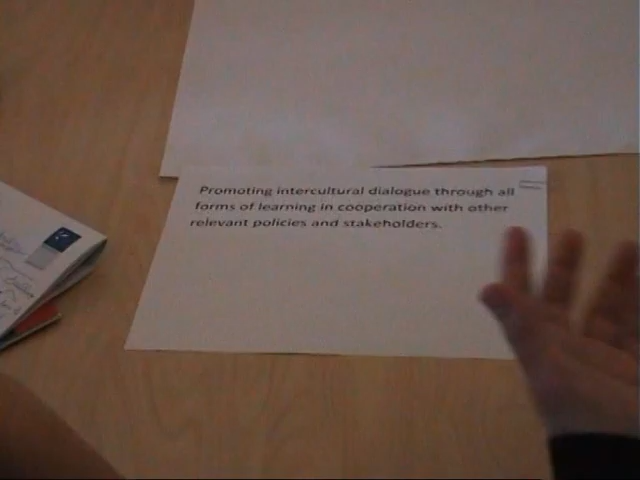 Promoting intercultural dialogue through all
forms of learning in cooperation with other
relevant policies and stakeholders.